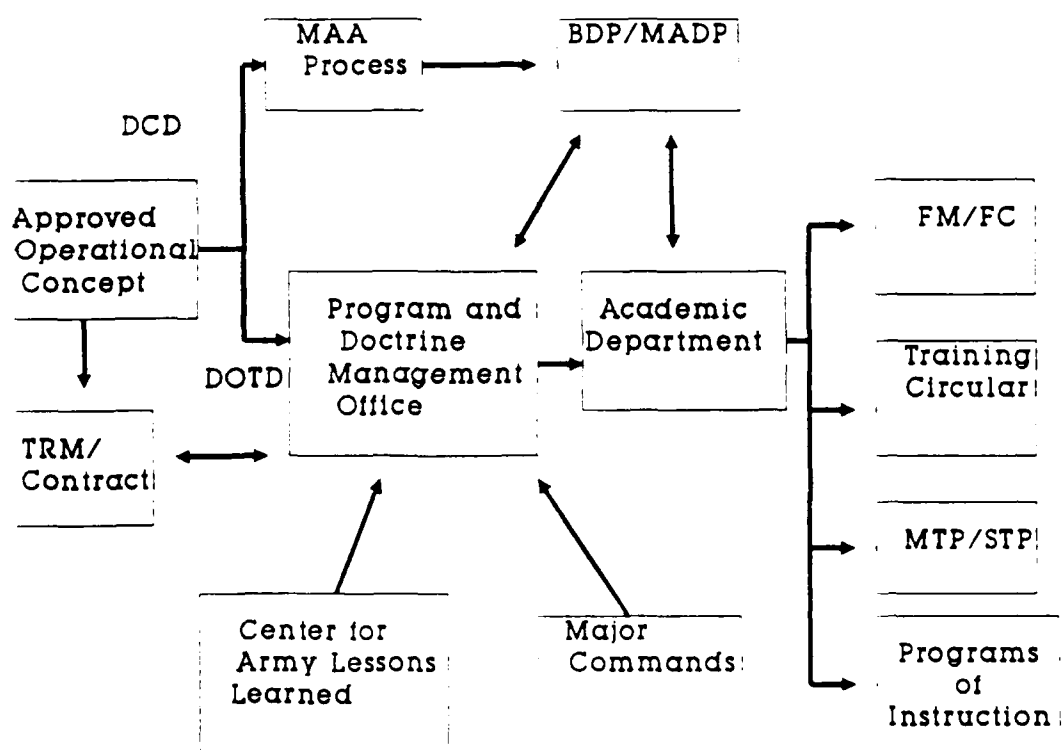 MAA
Process
BDP/MADP
DCD
Approved
Operational
Concept
FM/FC
Program and
Doctrine
Management
Office
Academic
Department
DOTD
Training
Circular
TRM/
Contract
MTP/STP
Center for
Army Lessons
Learned
Major
Commands
Programs
of
Instruction